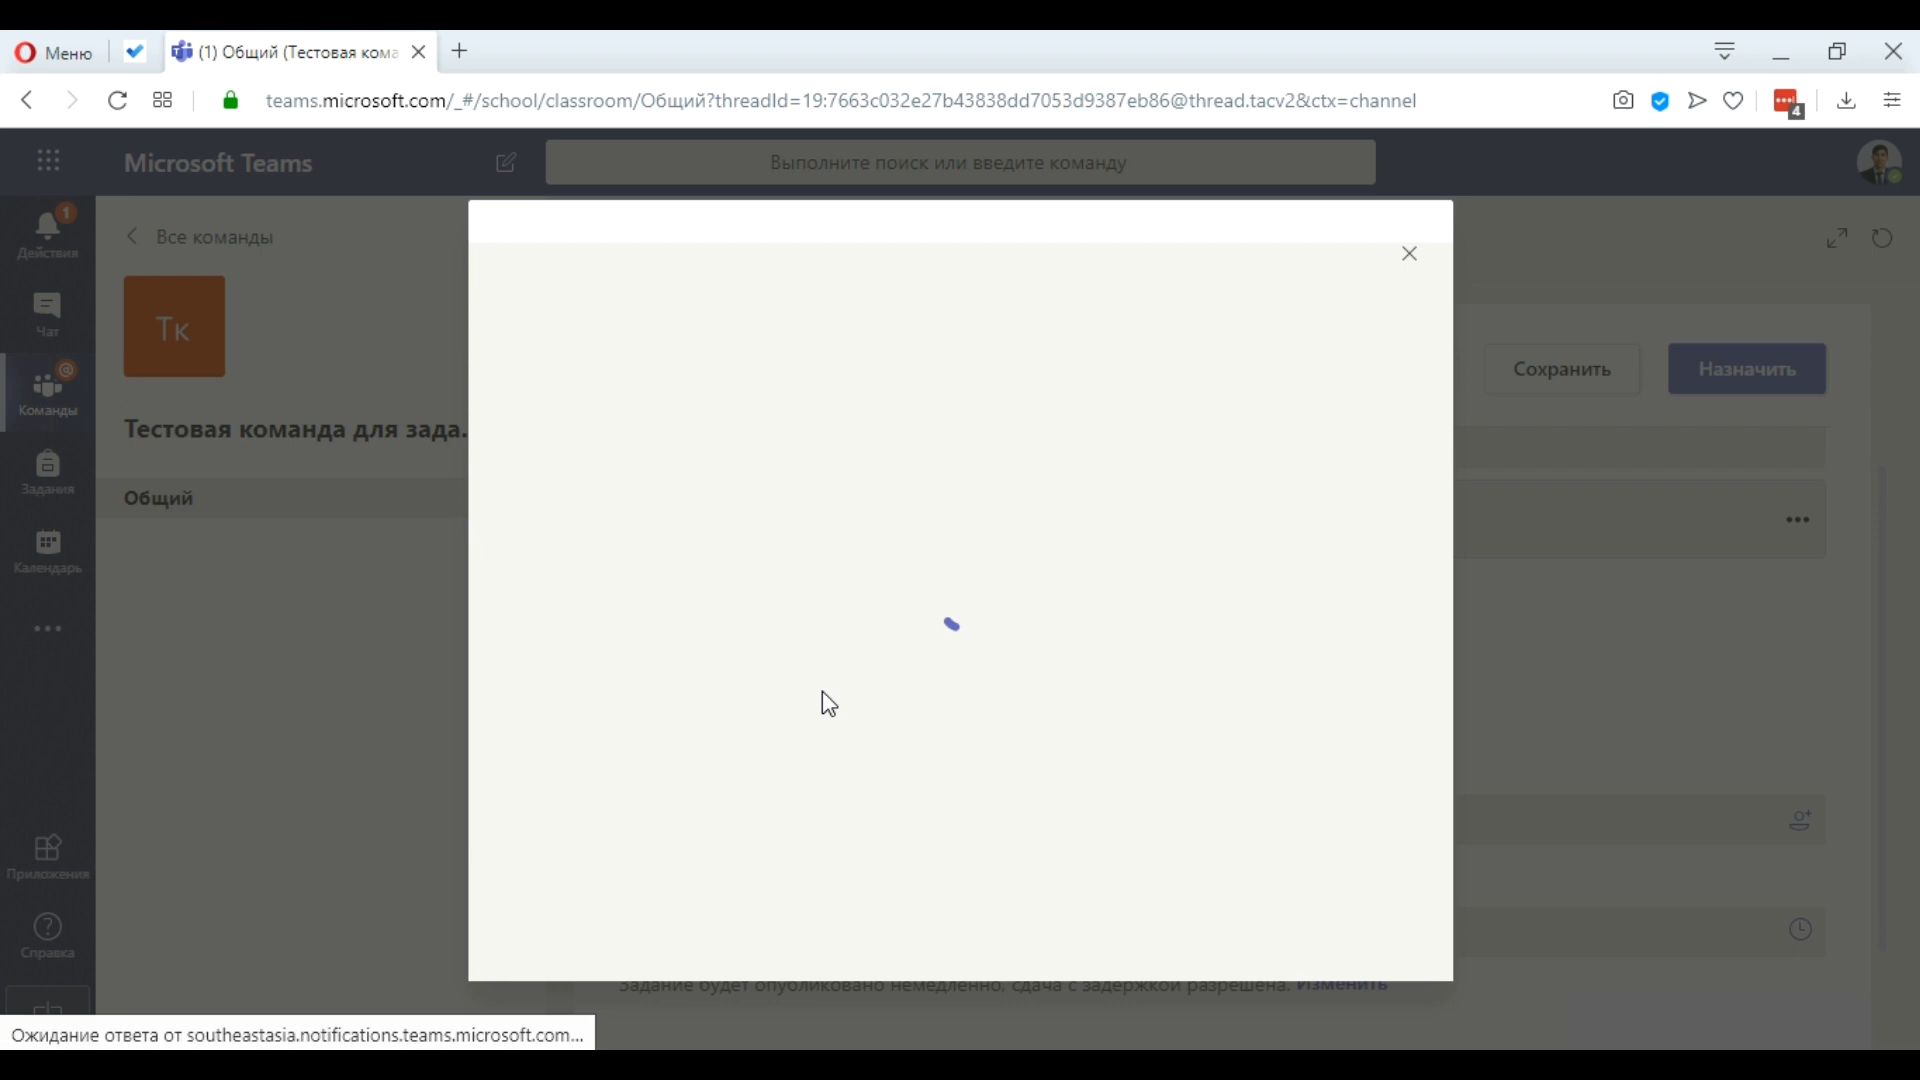 Меню
(1) Общий (Тестовая кома
teams.microsoft.com/_#/school/classroom/Общий?threadId=19:7663c032e27b43838dd7053d9387eb86@thread.tacv2&ctx=channel
4
Microsoft Teams
Выполните поиск или введите команду
1
Действия
Все команды
Чат
Тк
Сохранить
Назначить
@
Команды
Тестовая команда для зада...
Задания
Общий
Календарь
Приложения
Справка
Задание будет опубликовано немедленно, сдача с задержкой разрешена. Изменить
Ожидание ответа от southeastasia.notifications.teams.microsoft.com...